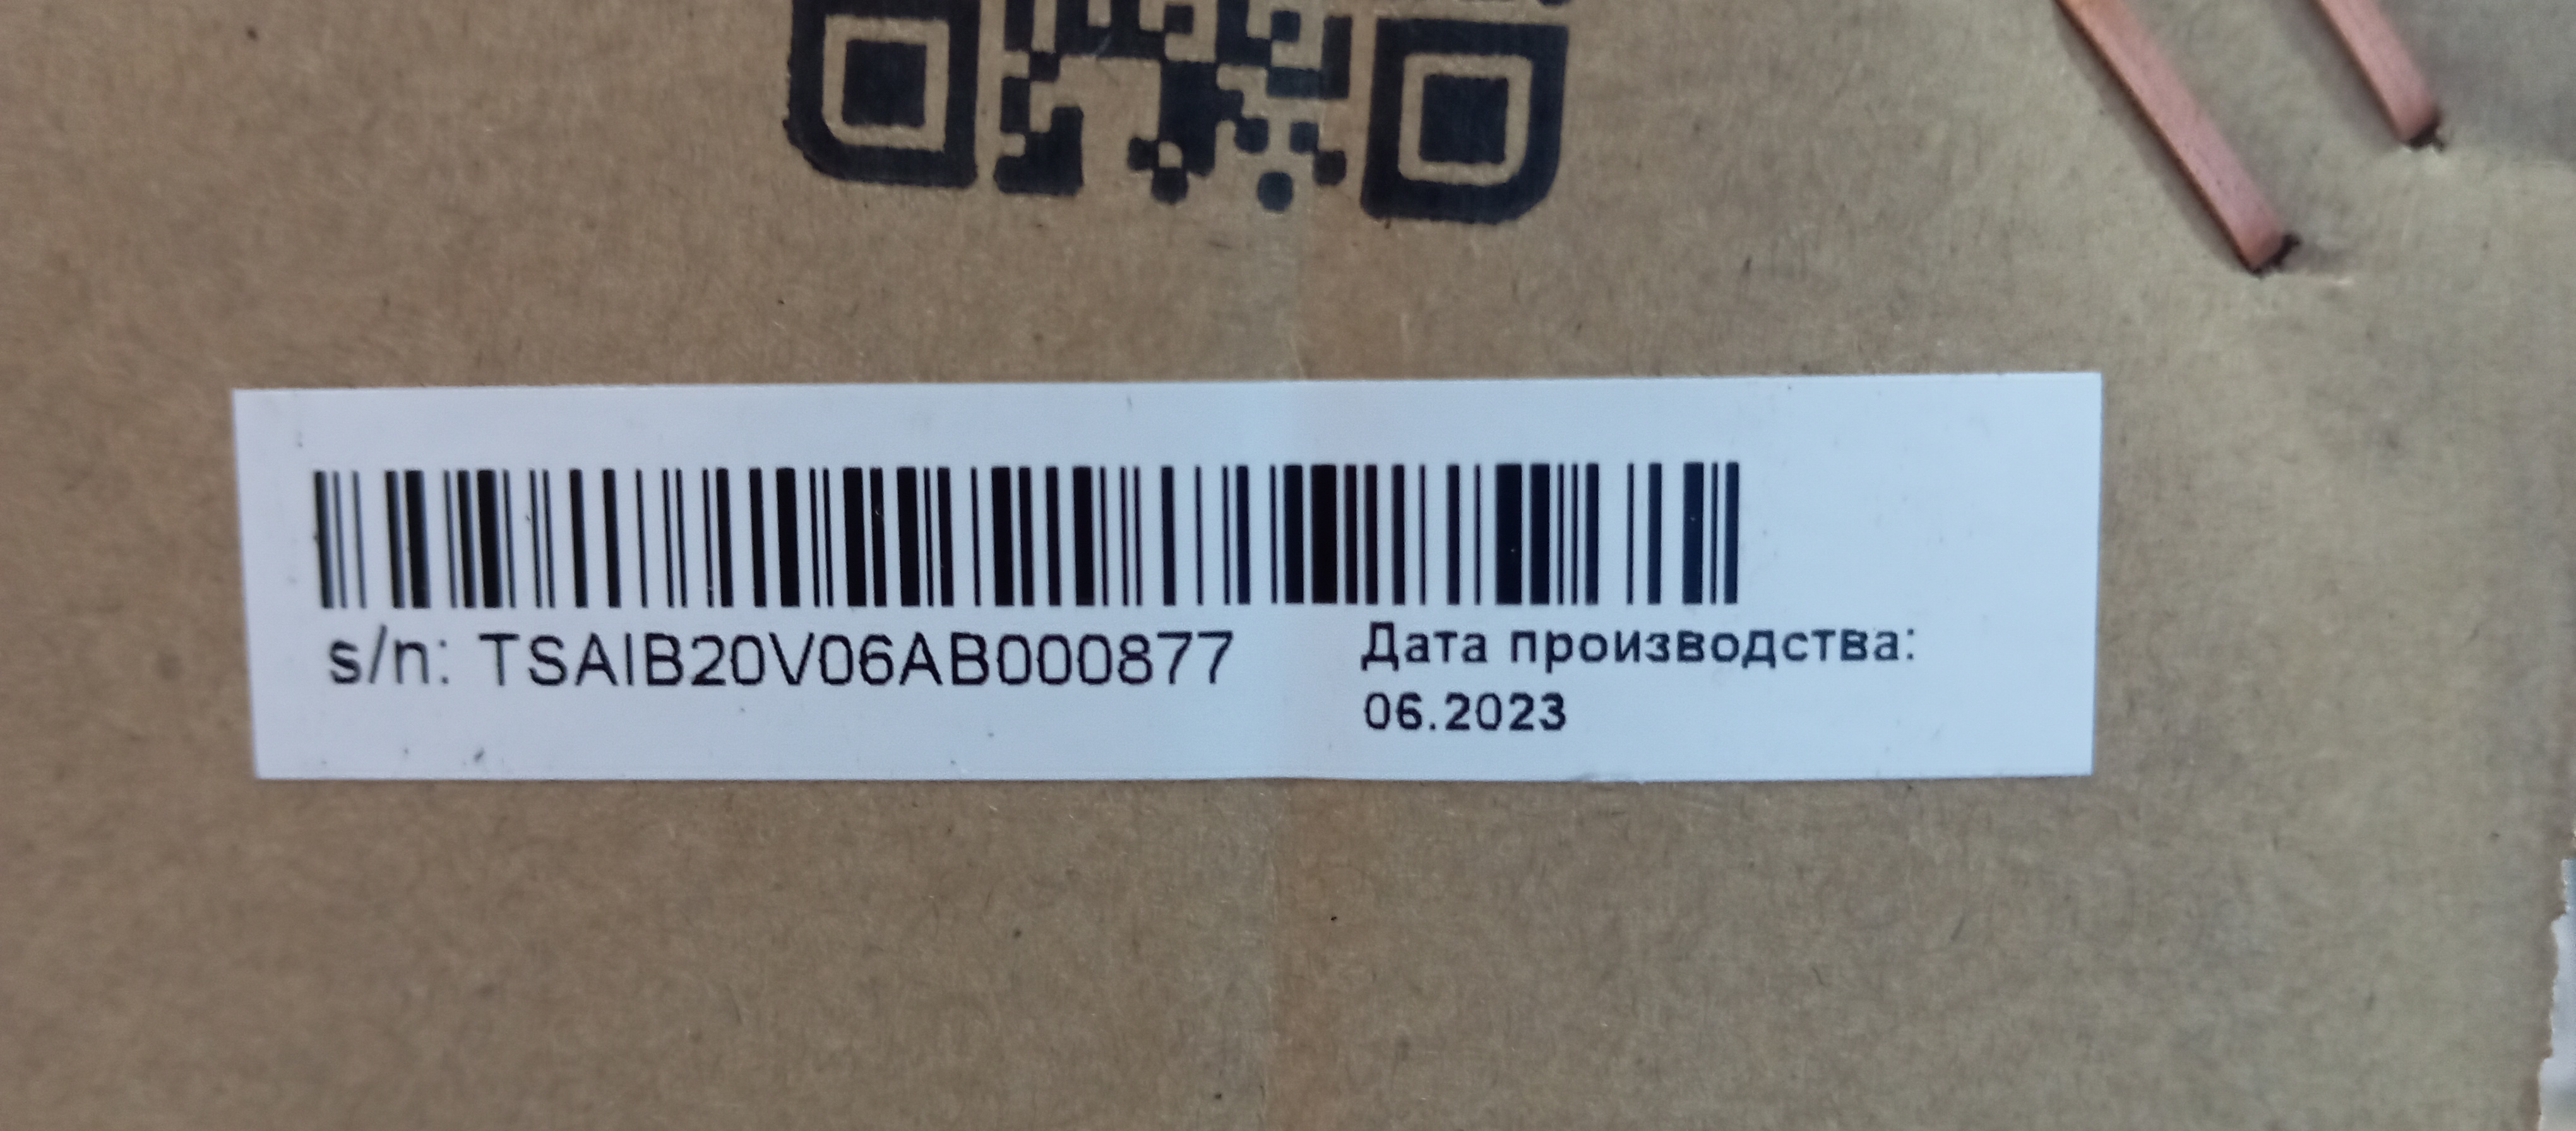 s/n: TSAIB20V06AB000877
Дата производства:
06.2023